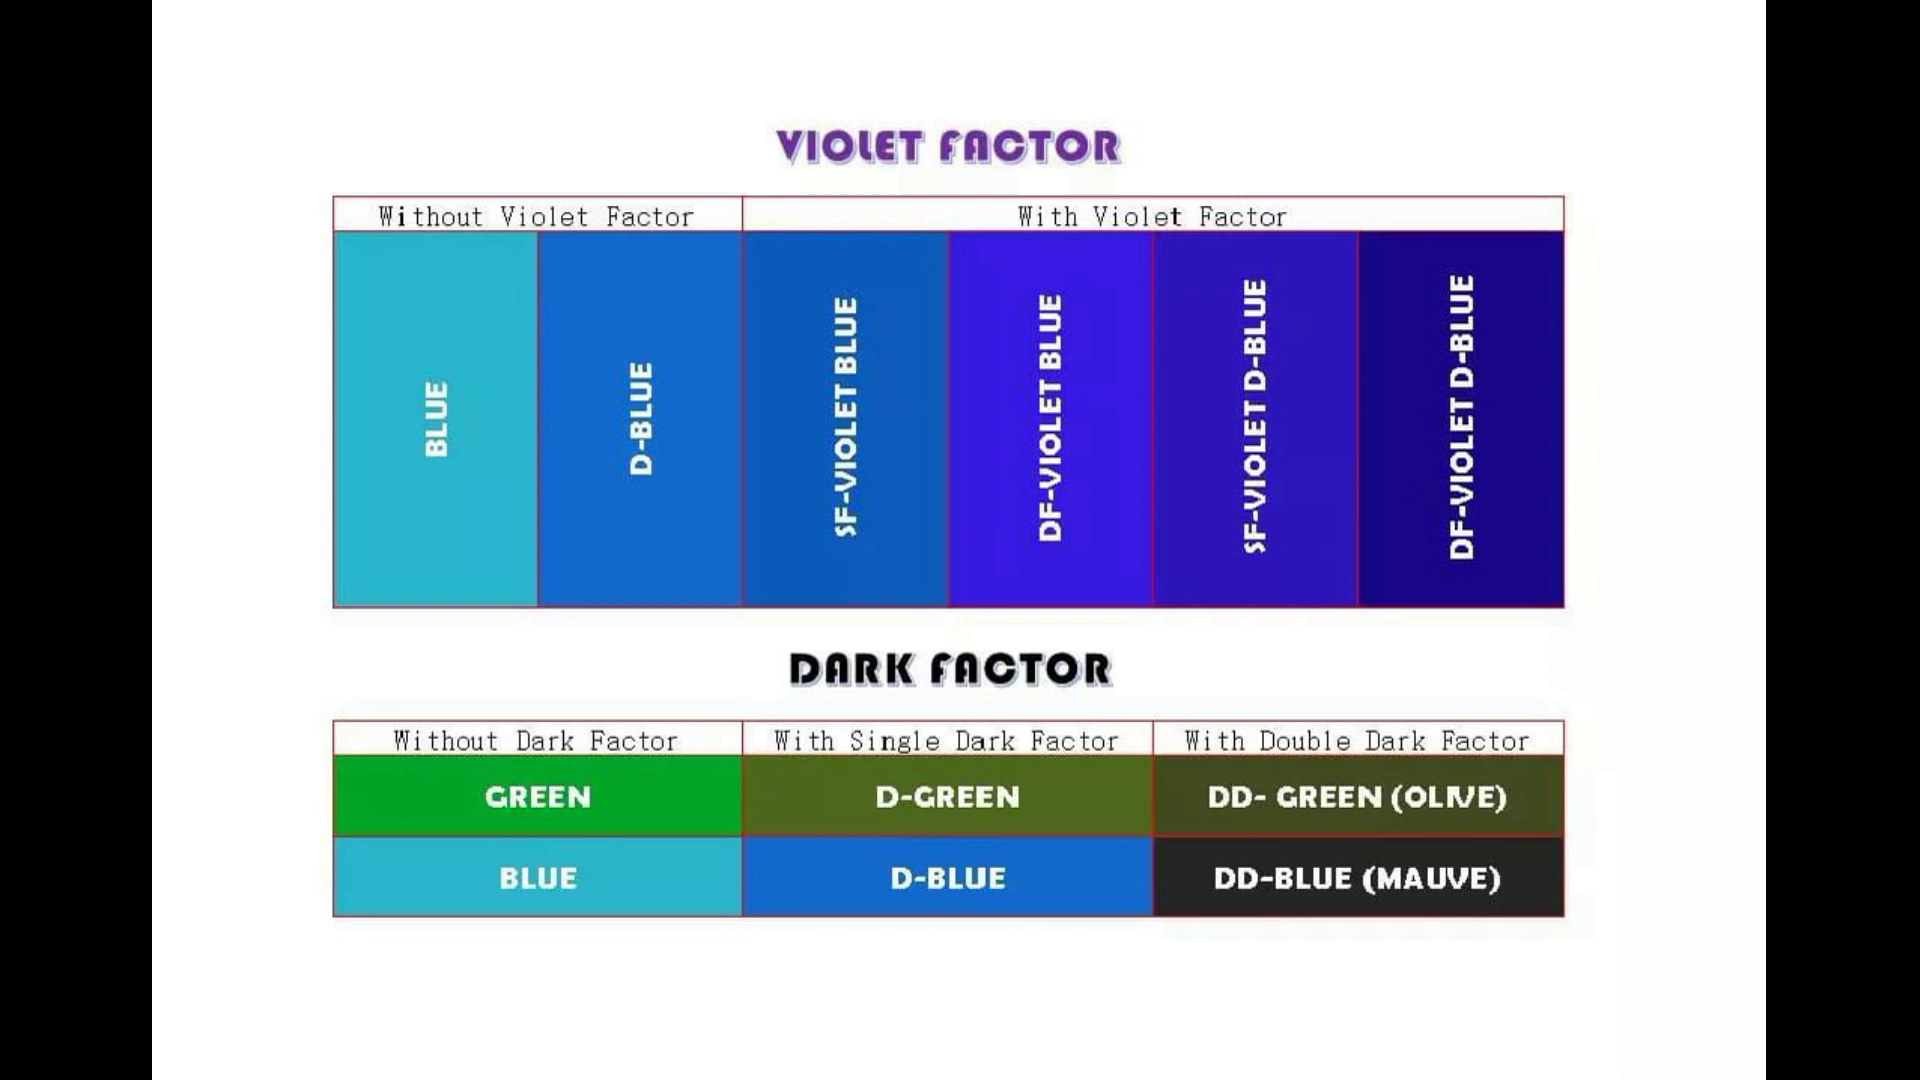 VIOLET FACTOR
Without Violet Factor With Violet Factor
BLUE
D-BLUE
SF-VIOLET BLUE
DF-VIOLET BLUE
SF-VIOLET D-BLUE
DF-VIOLET D-BLUE
DARK FACTOR
Without Dark Factor With Single Dark Factor With Double Dark Factor
GREEN D-GREEN DD- GREEN (OLIVE)
BLUE D-BLUE DD-BLUE (MAUVE)